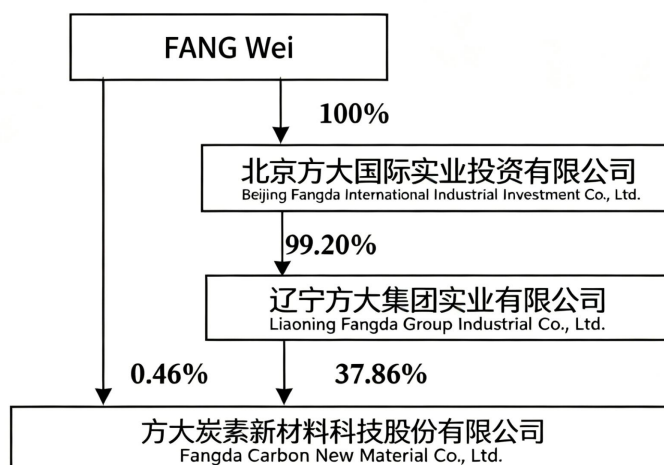 FANG Wei
100%
北京方大国际实业投资有限公司
Beijing Fangda International Industrial Investment Co., Ltd.
99.20%
辽宁方大集团实业有限公司
Liaoning Fangda Group Industrial Co., Ltd.
0.46% 37.86%
方大炭素新材料科技股份有限公司
Fangda Carbon New Material Co., Ltd.